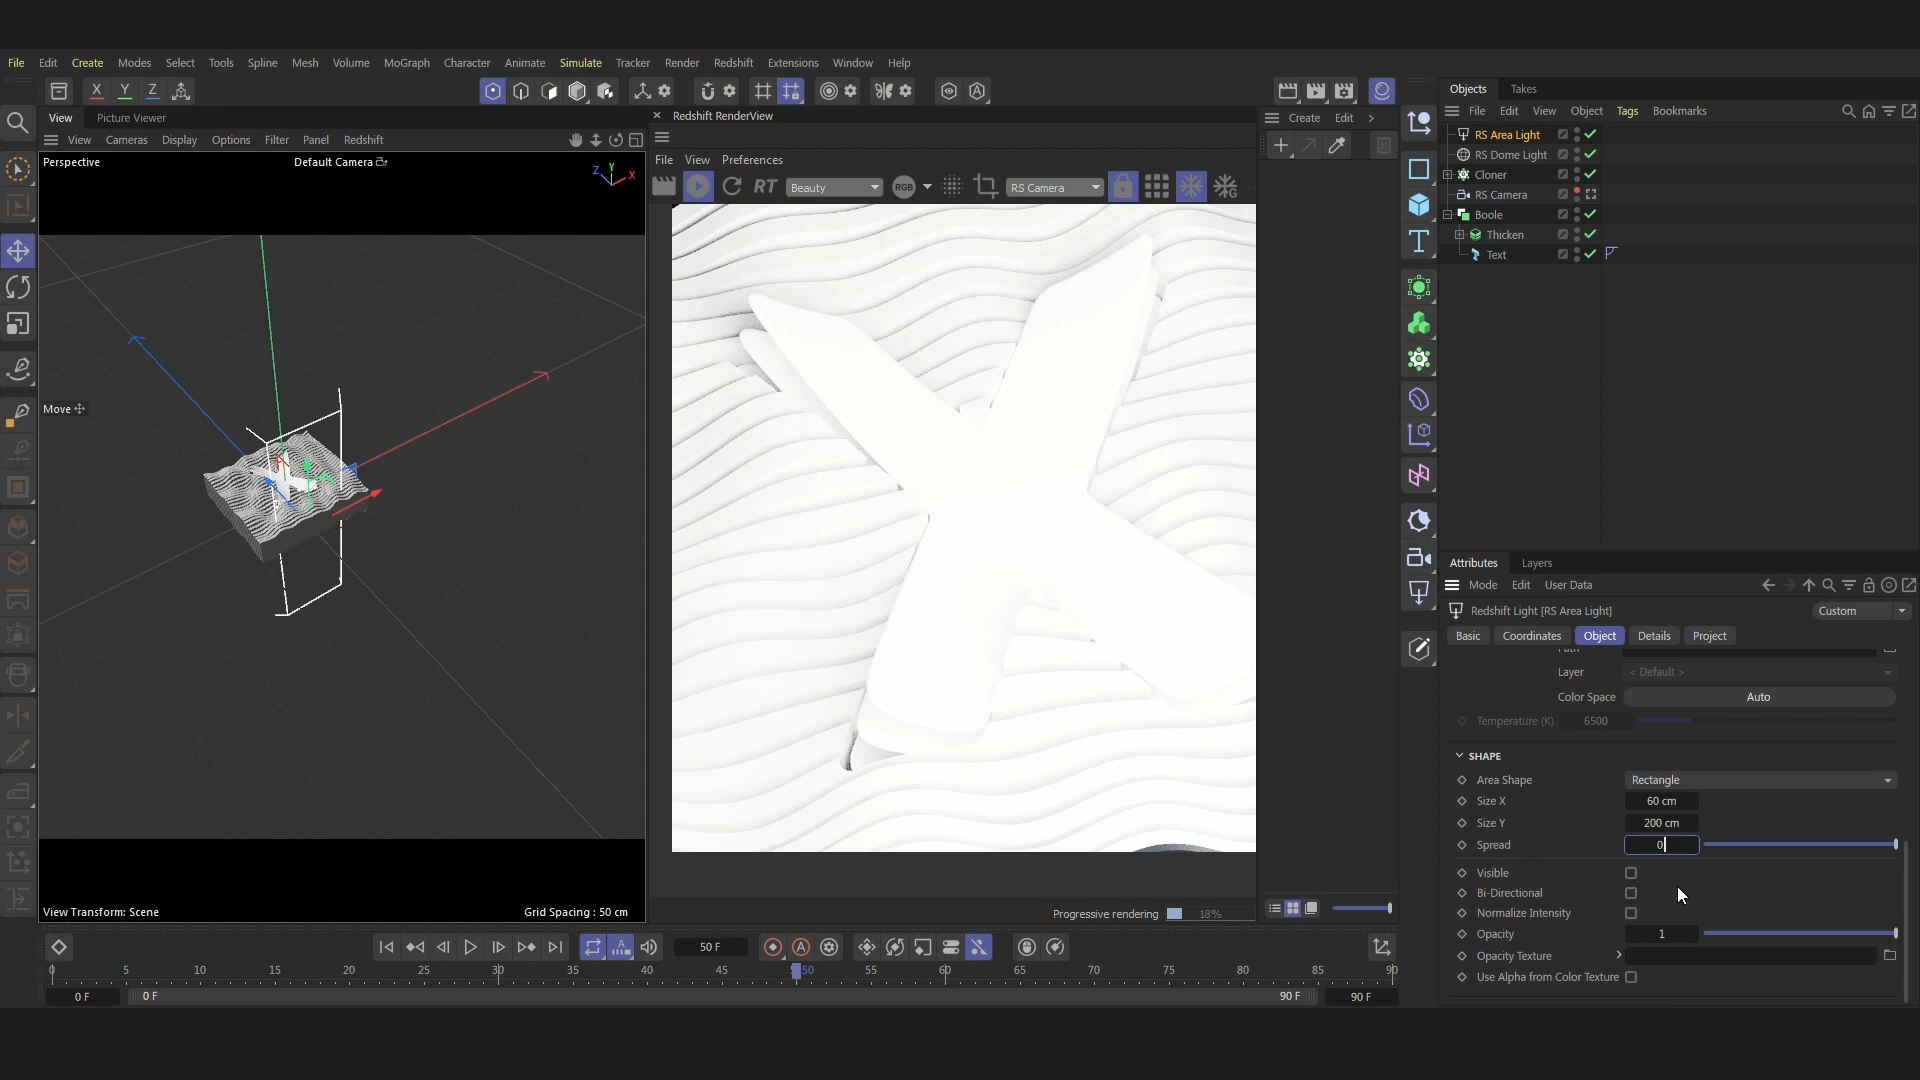 File Edit Create Modes Select Tools Spline Mesh Volume MoGraph Character Animate Simulate Tracker Render Redshift Extensions Window Help
X Y Z
View Picture Viewer
View Cameras Display Options Filter Panel Redshift
Perspective
Default Camera
Z Y X
Move
View Transform: Scene
Grid Spacing : 50 cm
Redshift RenderView
File View Preferences
RT Beauty RGB RS Camera
Progressive rendering 18%
Create Edit
Objects Takes
File Edit View Object Tags Bookmarks
RS Area Light
RS Dome Light
Cloner
RS Camera
Boole
Thicken
Text
Attributes Layers
Mode Edit User Data
Redshift Light [RS Area Light]
Custom
Basic Coordinates Object Details Project
Layer < Default >
Color Space Auto
Temperature (K) 6500
SHAPE
Area Shape Rectangle
Size X 60 cm
Size Y 200 cm
Spread 0
Visible
Bi-Directional
Normalize Intensity
Opacity 1
Opacity Texture
Use Alpha from Color Texture
50 F
0 5 10 15 20 25 30 35 40 45 50 55 60 65 70 75 80 85 90
0 F 0 F 90 F 90 F